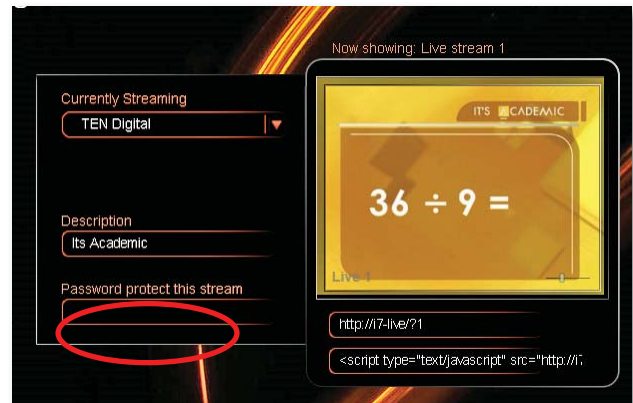 Now showing: Live stream 1
Currently Streaming
TEN Digital
IT'S ACADEMIC
36 ÷ 9 =
Description
Its Academic
Live 1
Password protect this stream
http://i7-live/?1
<script type="text/javascript" src="http://i7